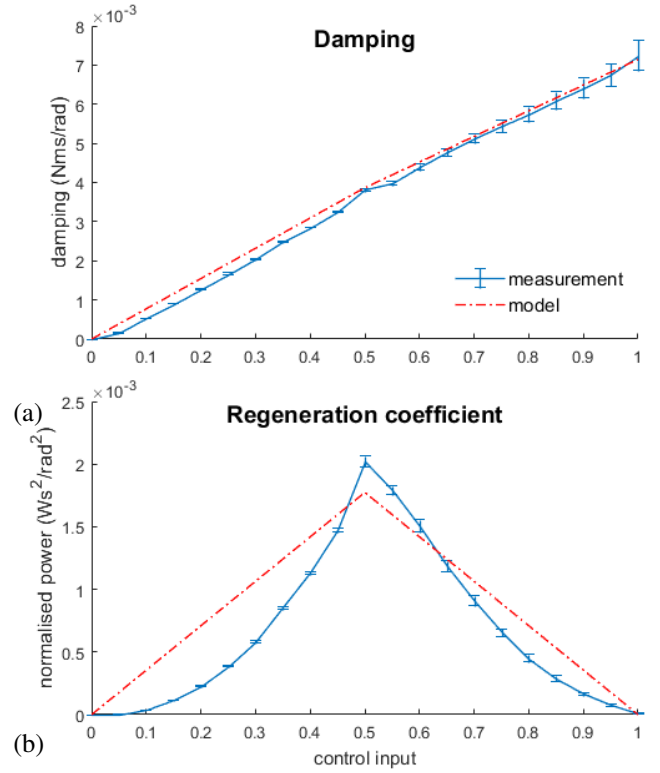 ×10⁻³
Damping
8
7
6
5
4
3
2
1
0
damping (Nms/rad)
measurement
model
0 0.1 0.2 0.3 0.4 0.5 0.6 0.7 0.8 0.9 1
(a)
×10⁻³
Regeneration coefficient
2.5
2
1.5
1
0.5
0
normalised power (Ws²/rad²)
0 0.1 0.2 0.3 0.4 0.5 0.6 0.7 0.8 0.9 1
control input
(b)